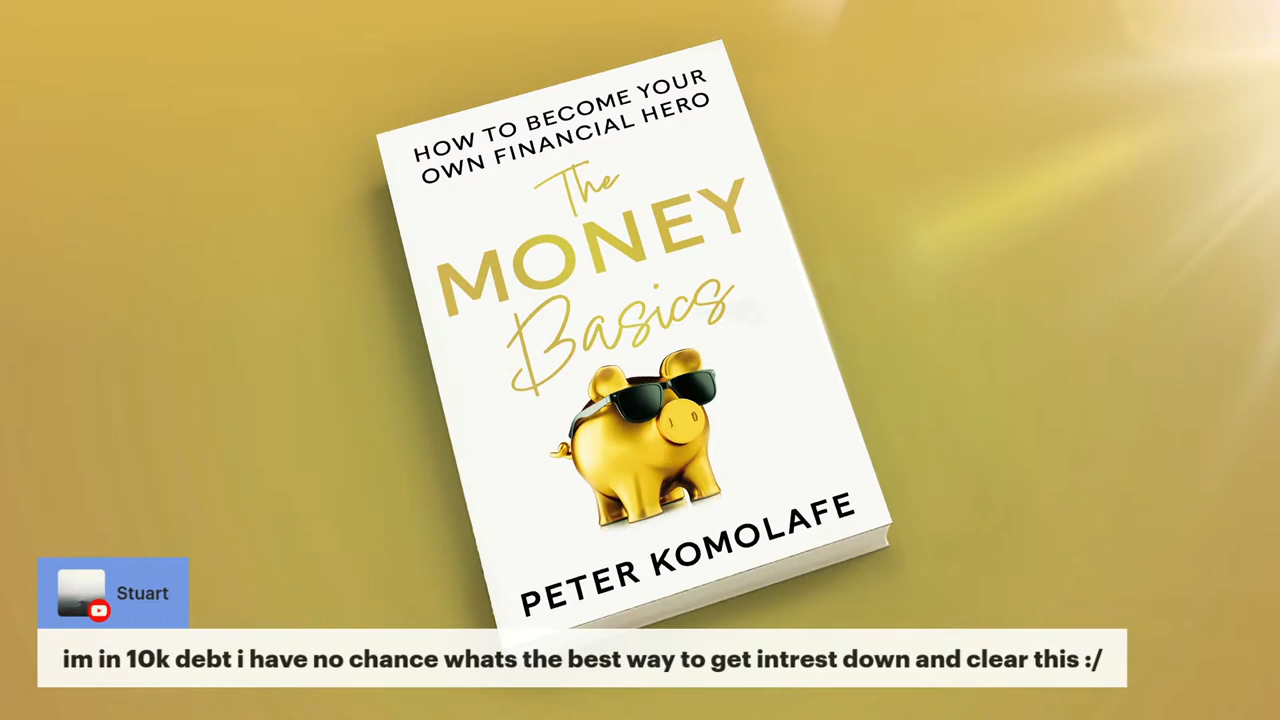 HOW TO BECOME YOUR
OWN FINANCIAL HERO
The
MONEY
Basics
PETER KOMOLAFE
Stuart
im in 10k debt i have no chance whats the best way to get intrest down and clear this :/